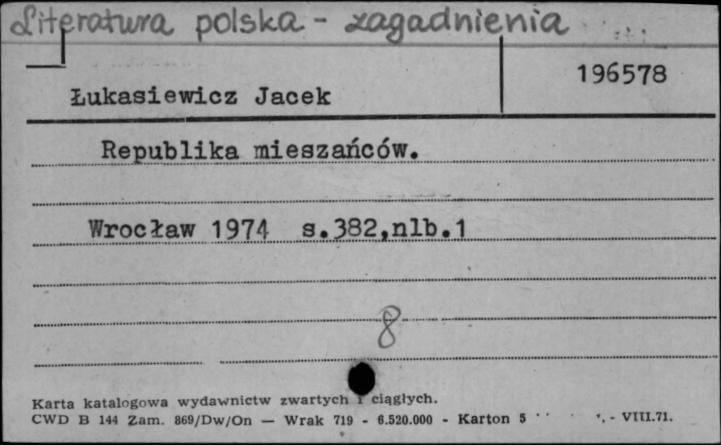 Literatura polska - zagadnienia
196578
Łukasiewicz Jacek
Republika mieszańców.
Wrocław 1974 s.382,nlb.1
8
Karta katalogowa wydawnictw zwartych i ciągłych.
CWD B 144 Zam. 869/Dw/On — Wrak 719 - 6.520.000 - Karton 5 - VIII.71.